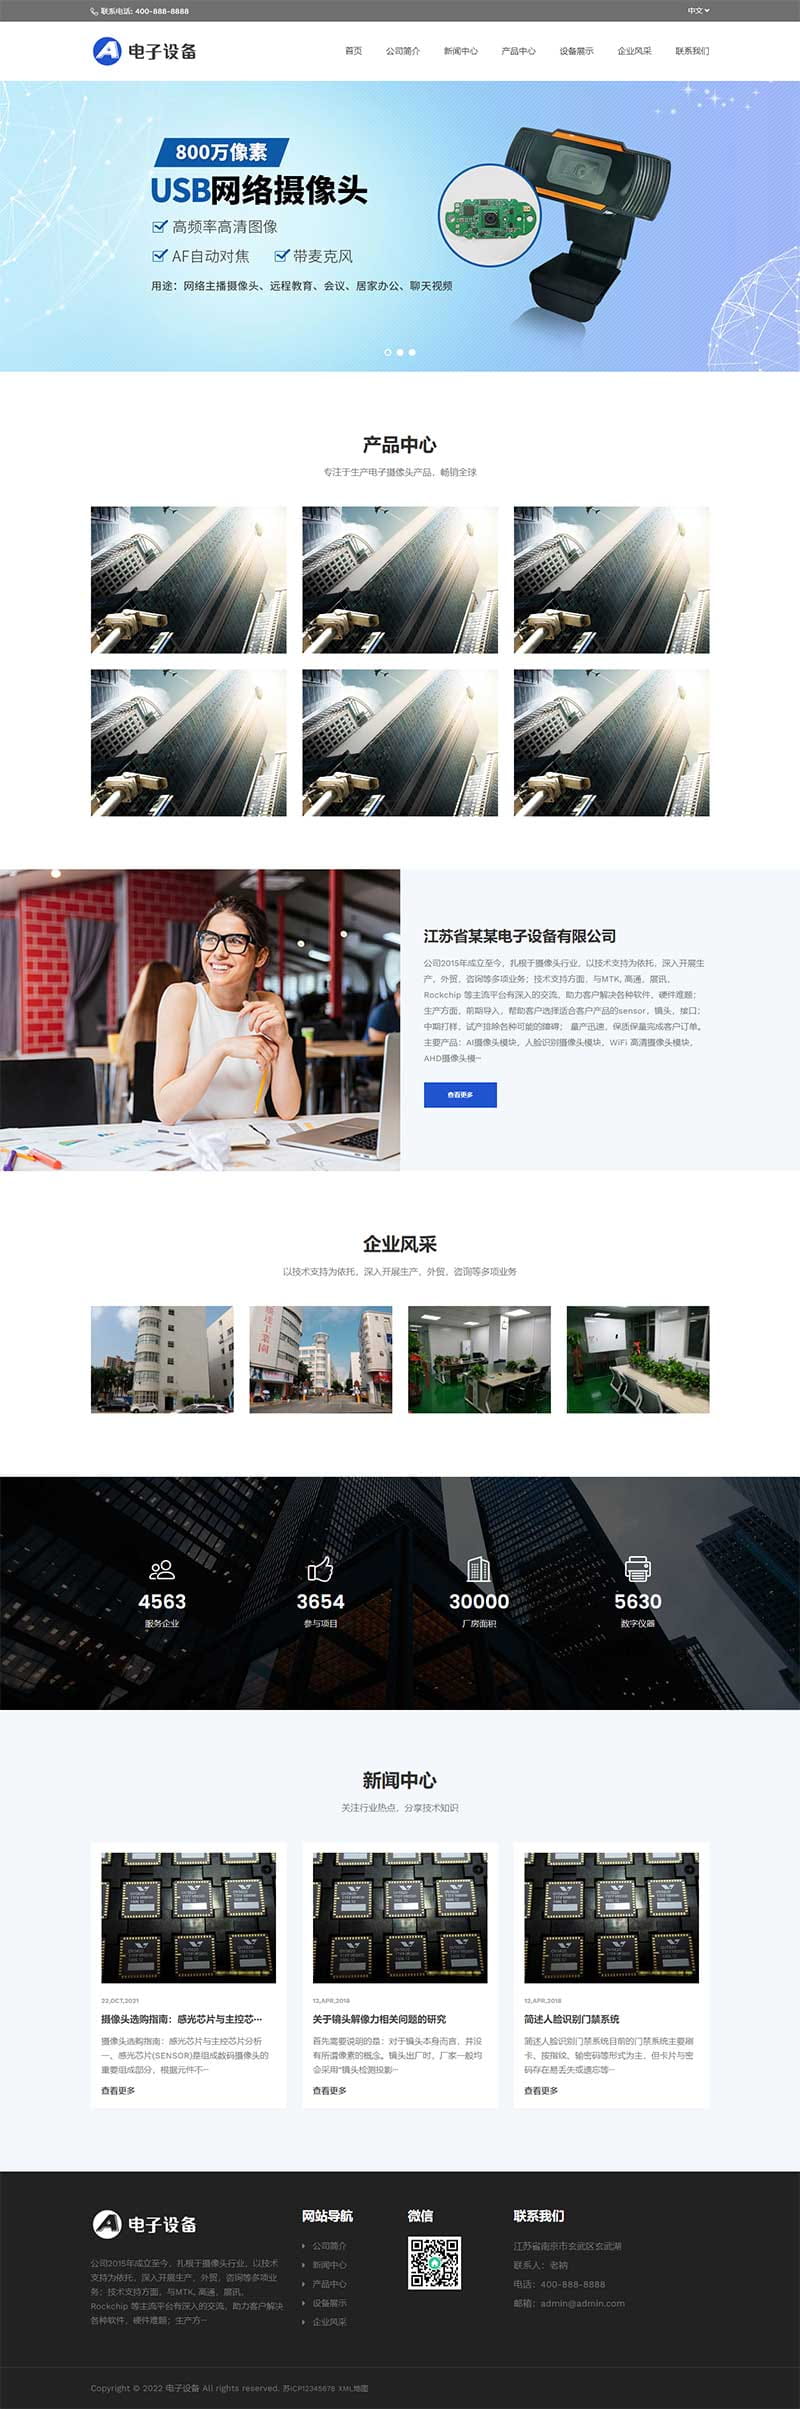 联系电话: 400-888-8888
中文
电子设备
首页 公司简介 新闻中心 产品中心 设备展示 企业风采 联系我们
800万像素
USB网络摄像头
高频率高清图像
AF自动对焦 带麦克风
用途：网络主播摄像头、远程教育、会议、居家办公、聊天视频
产品中心
专注于生产电子摄像头产品，畅销全球
江苏省某某电子设备有限公司
公司2015年成立至今，扎根于摄像头行业，以技术支持为依托，深入开展生
产，外贸，咨询等多项业务；技术支持方面，与MTK, 高通，展讯，
Rockchip 等主流平台有深入的交流，助力客户解决各种软件、硬件难题；
生产方面，前期导入，帮助客户选择适合客户产品的sensor，镜头，接口；
中期打样，试产排除各种可能的障碍； 量产迅速，保质保量完成客户订单。
主要产品：AI摄像头模块，人脸识别摄像头模块，WiFi 高清摄像头模块，
AHD摄像头模···
查看更多
企业风采
以技术支持为依托，深入开展生产，外贸，咨询等多项业务
4563
服务企业
3654
参与项目
30000
厂房面积
5630
数字仪器
新闻中心
关注行业热点，分享技术知识
22,OCT,2021
摄像头选购指南：感光芯片与主控芯···
摄像头选购指南：感光芯片与主控芯片分析
一、感光芯片(SENSOR)是组成数码摄像头的
重要组成部分，根据元件不···
查看更多
13,APR,2018
关于镜头解像力相关问题的研究
首先需要说明的是：对于镜头本身而言，并没
有所谓像素的概念。镜头出厂时，厂家一般均
会采用“镜头检测投影···
查看更多
12,APR,2018
简述人脸识别门禁系统
简述人脸识别门禁系统目前的门禁系统主要刷
卡、按指纹、输密码等形式为主，但卡片与密
码存在易丢失或遗忘等···
查看更多
电子设备
公司2015年成立至今，扎根于摄像头行业，以技术
支持为依托，深入开展生产，外贸，咨询等多项业
务；技术支持方面，与MTK, 高通，展讯，
Rockchip 等主流平台有深入的交流，助力客户解决
各种软件、硬件难题；生产方···
网站导航
公司简介
新闻中心
产品中心
设备展示
企业风采
微信
联系我们
江苏省南京市玄武区玄武湖
联系人：老衲
电话：400-888-8888
邮箱：admin@admin.com
Copyright © 2022 电子设备 All rights reserved. 苏ICP12345678 XML地图